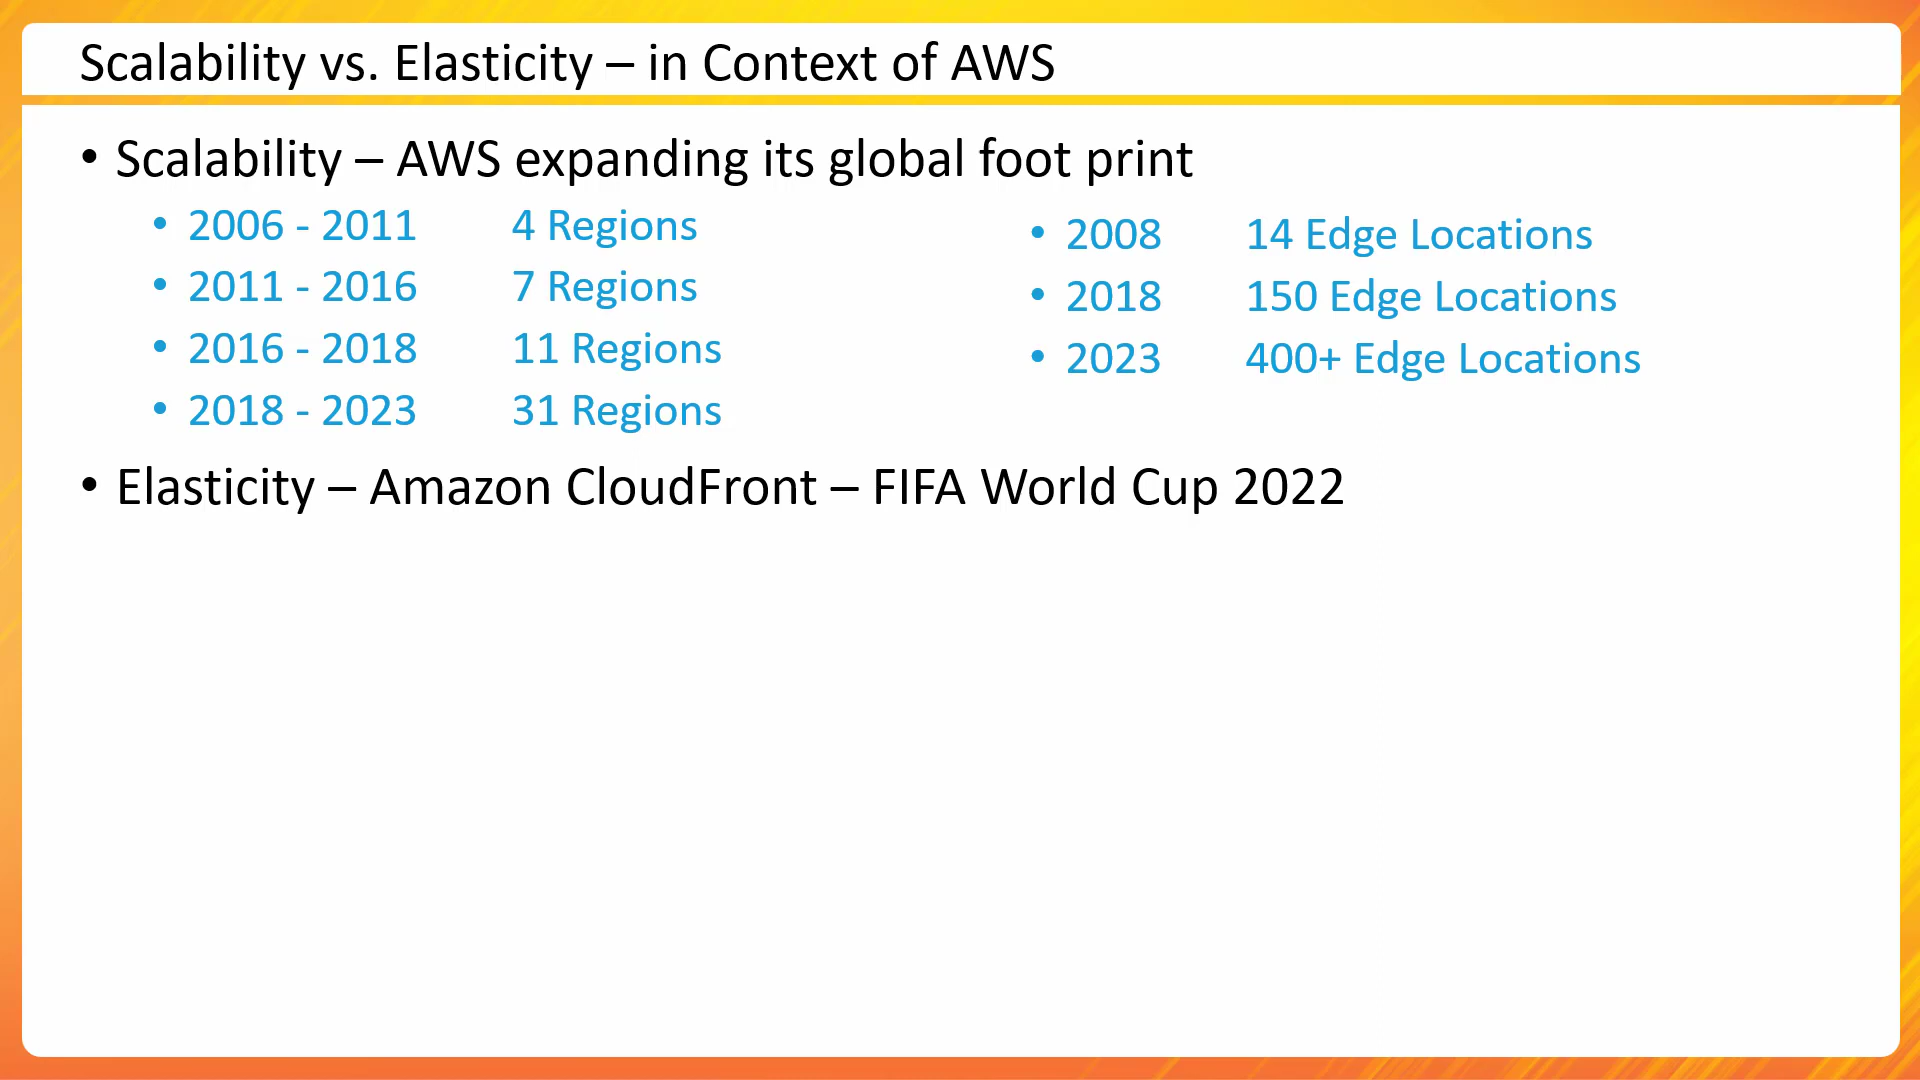 Scalability vs. Elasticity – in Context of AWS
• Scalability – AWS expanding its global foot print
• 2006 - 2011 4 Regions
• 2011 - 2016 7 Regions
• 2016 - 2018 11 Regions
• 2018 - 2023 31 Regions
• 2008 14 Edge Locations
• 2018 150 Edge Locations
• 2023 400+ Edge Locations
• Elasticity – Amazon CloudFront – FIFA World Cup 2022